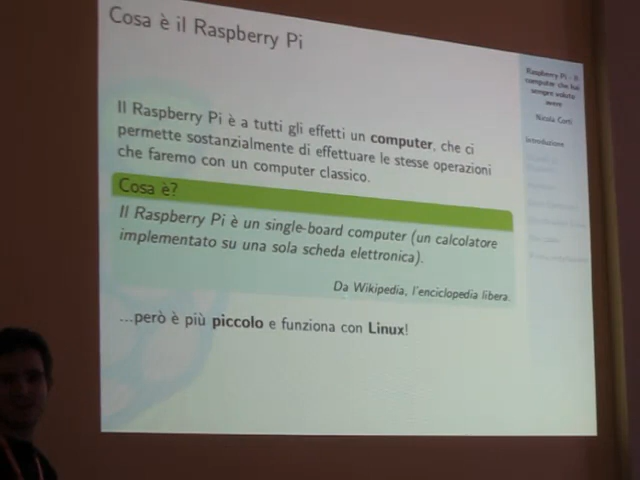 Cosa è il Raspberry Pi
Il Raspberry Pi è a tutti gli effetti un computer, che ci
permette sostanzialmente di effettuare le stesse operazioni
che faremo con un computer classico.
Cosa è?
Il Raspberry Pi è un single-board computer (un calcolatore
implementato su una sola scheda elettronica).
Da Wikipedia, l'enciclopedia libera.
...però è più piccolo e funziona con Linux!
Raspberry Pi - Il
computer che hai
sempre voluto
avere
Nicola Corti
Introduzione